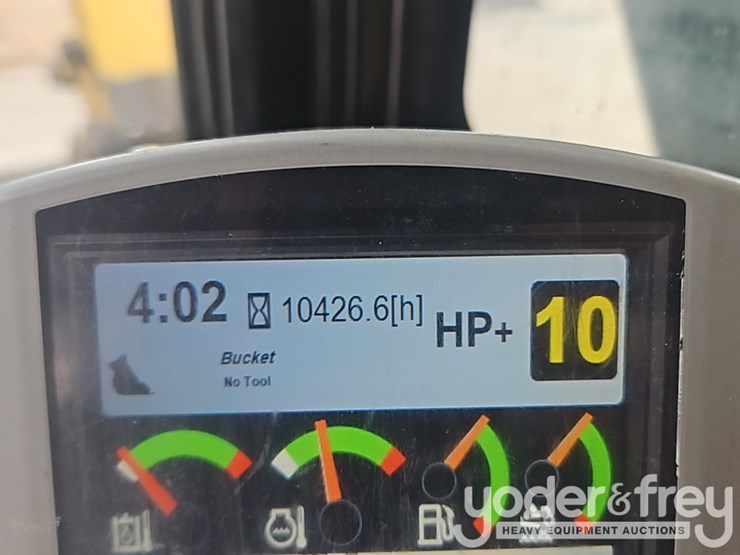 4:02 10426.6[h] HP+ 10
Bucket
No Tool
yoder&frey
HEAVY EQUIPMENT AUCTIONS